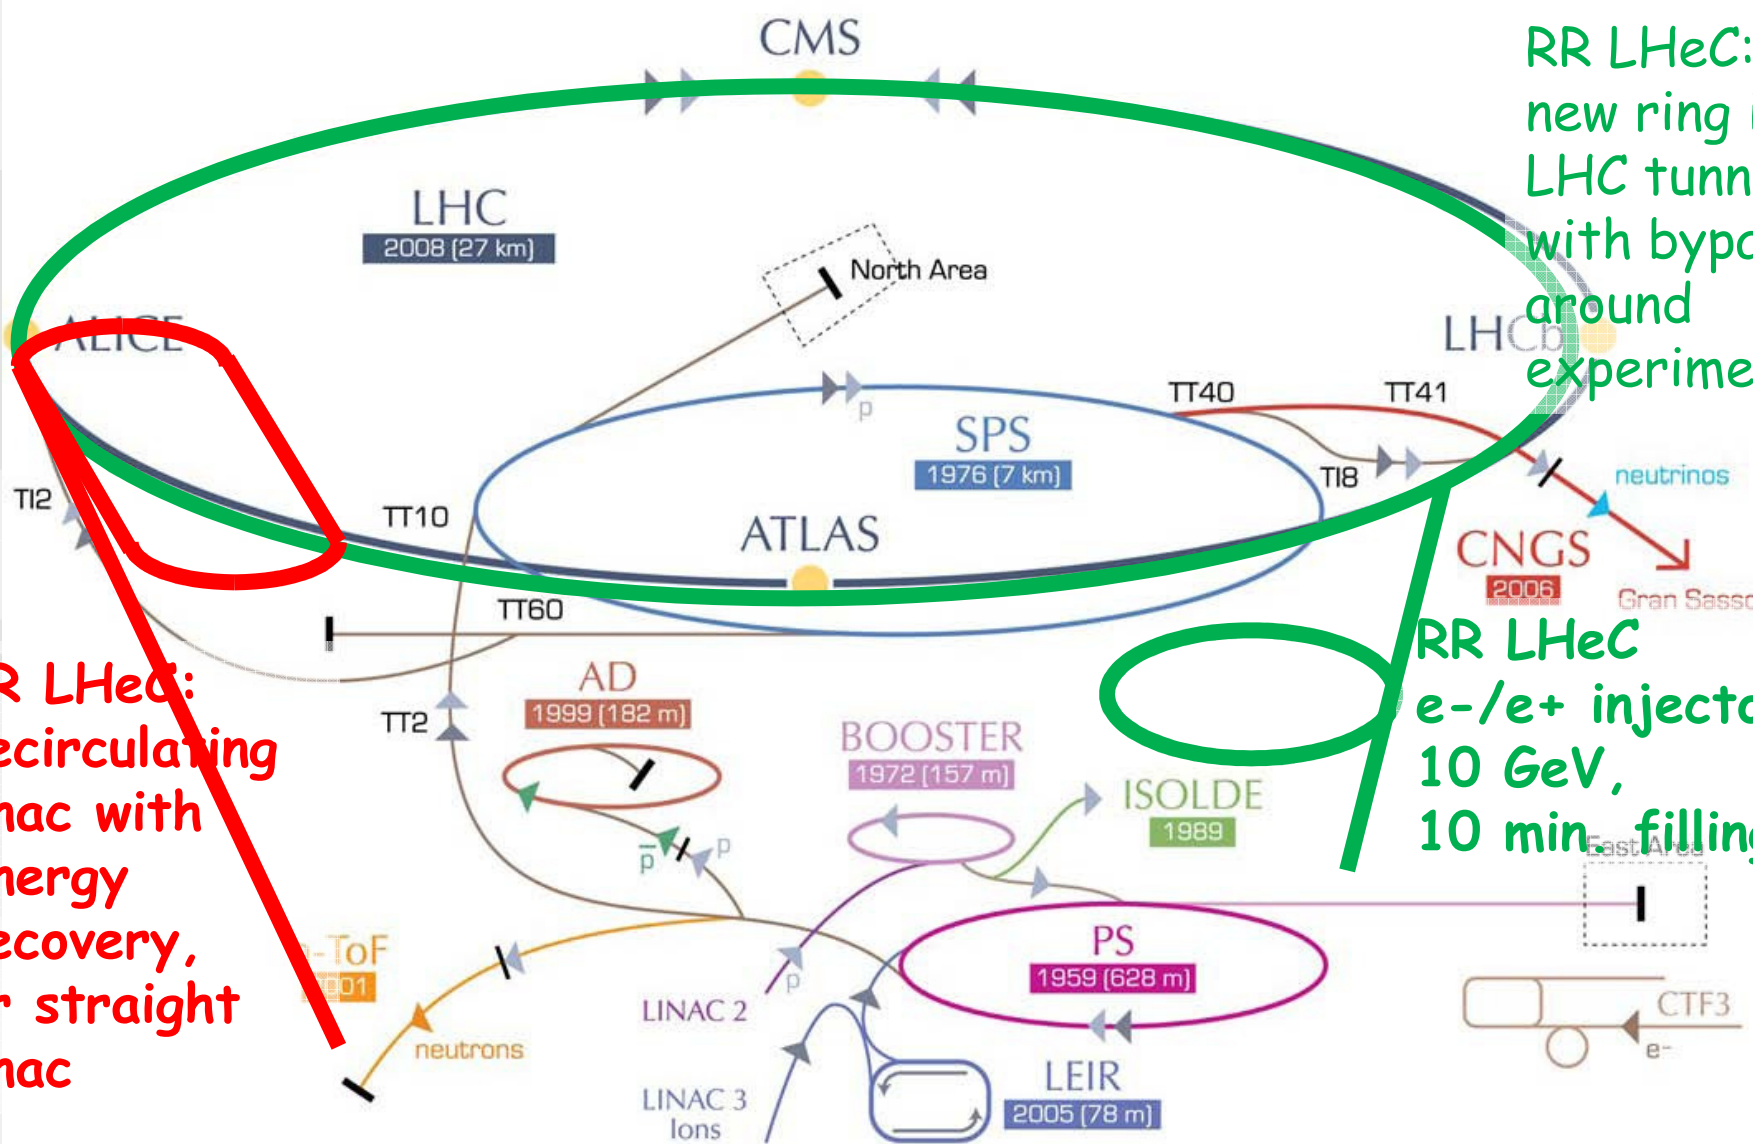 CMS
RR LHeC:
new ring
LHC tunn
with bypa
around
experime
LHC
2008 (27 km)
North Area
ALICE
LHCb
TT40
TT41
p
SPS
1976 (7 km)
TI8
neutrinos
TI2
TT10
ATLAS
CNGS
2006
Gran Sasso
TT60
RR LHeC
e-/e+ injecto
10 GeV,
10 min. filling
R LHeC:
ecirculating
nac with
nergy
ecovery,
r straight
nac
AD
1999 (182 m)
TT2
BOOSTER
1972 (157 m)
ISOLDE
1989
p
p
East Area
PS
1959 (628 m)
-ToF
001
p
LINAC 2
neutrons
CTF3
e-
LEIR
2005 (78 m)
LINAC 3
Ions